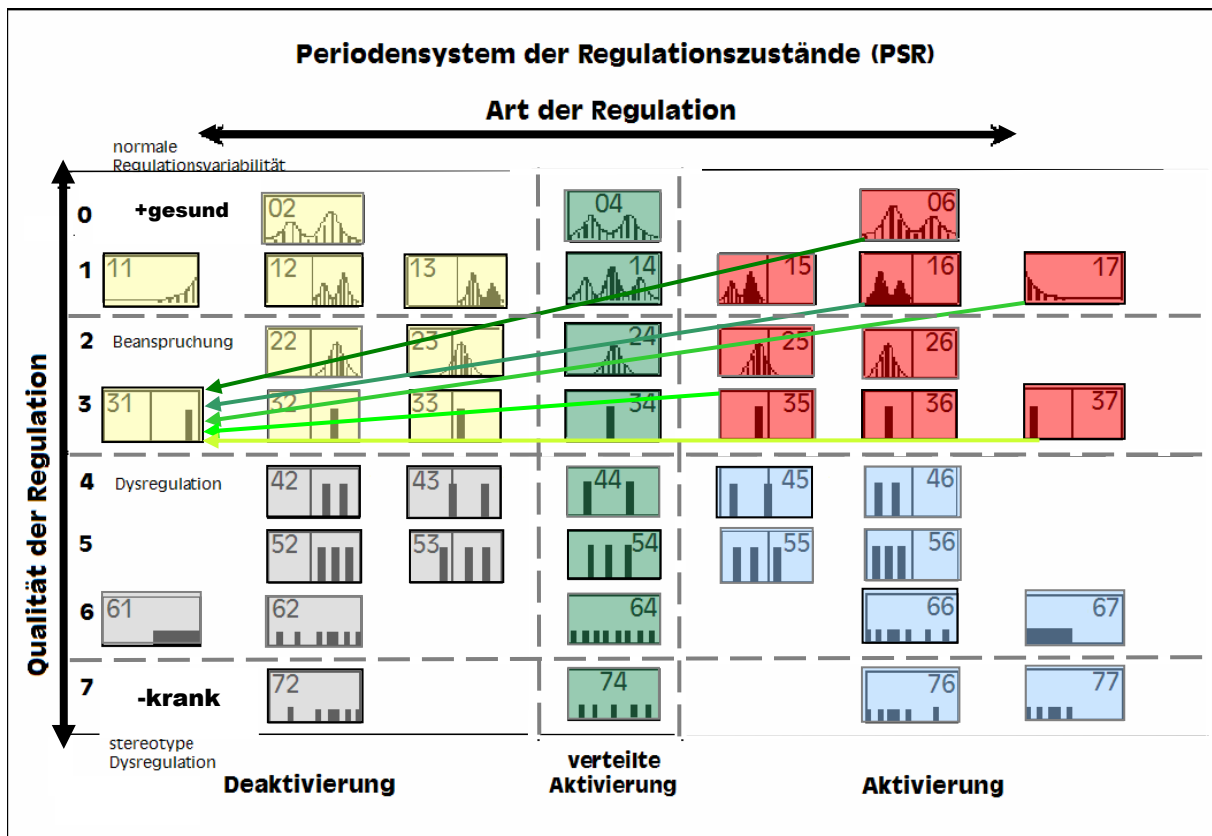 Periodensystem der Regulationszustände (PSR)
Art der Regulation
normale
Regulationsvariabilität
Qualität der Regulation
0 +gesund 02 04 06
1 11 12 13 14 15 16 17
2 Beanspruchung 22 23 24 25 26
3 31 32 33 34 35 36 37
4 Dysregulation 42 43 44 45 46
5 52 53 54 55 56
6 61 62 64 66 67
7 -krank 72 74 76 77
stereotype
Dysregulation
Deaktivierung
verteilte
Aktivierung
Aktivierung